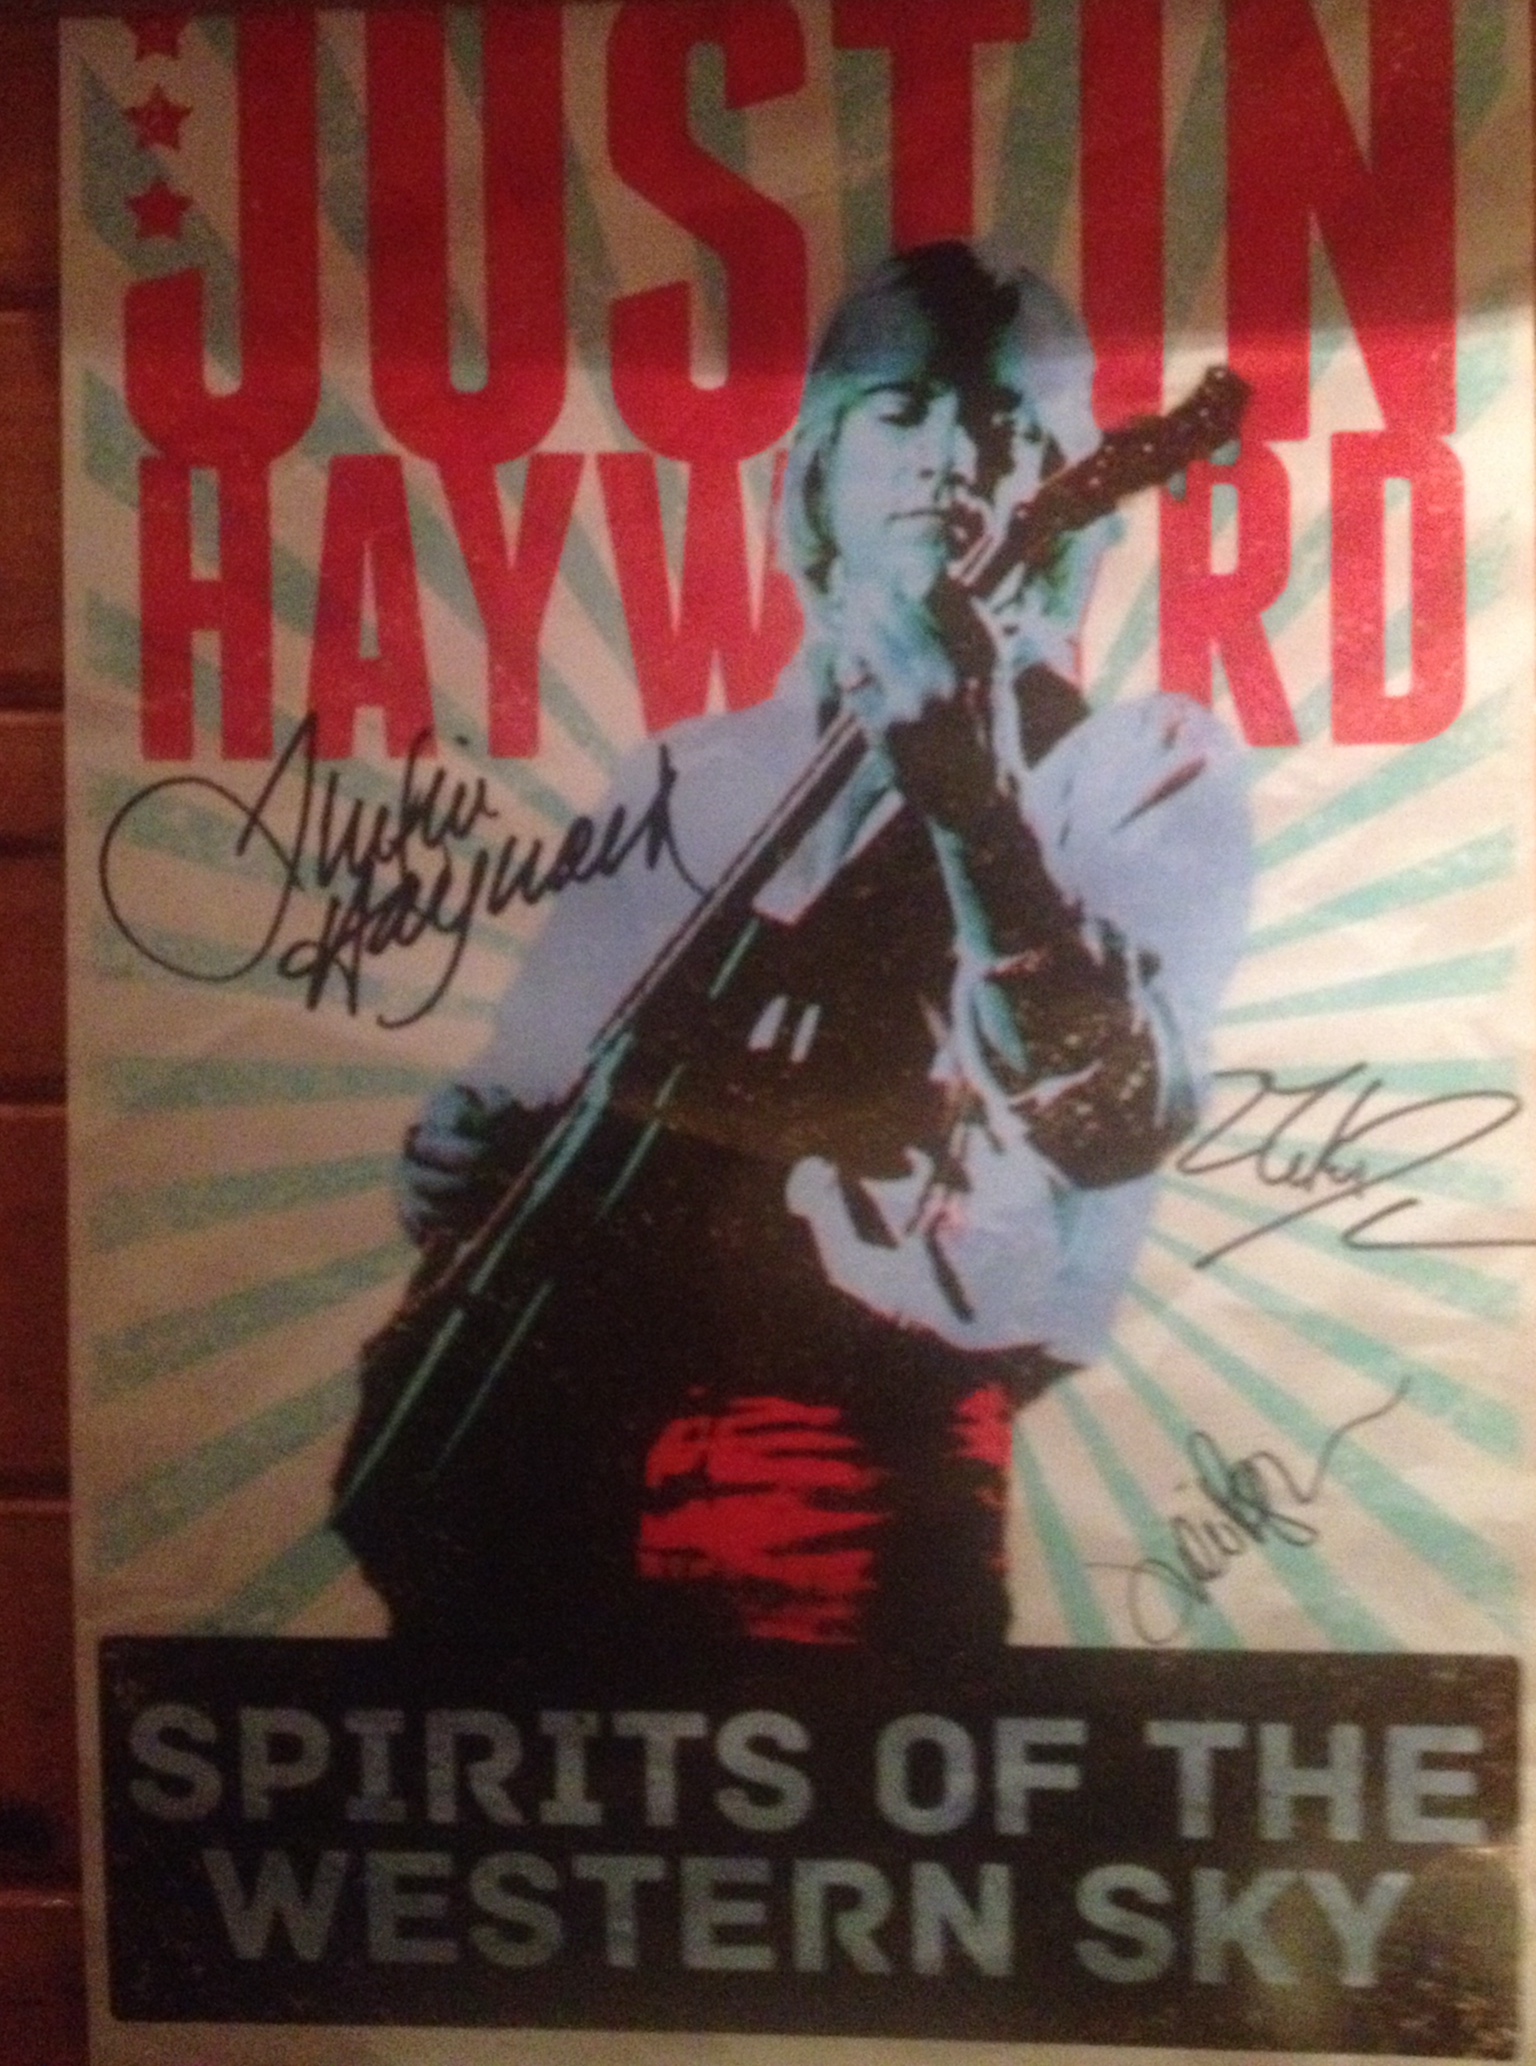 JUSTIN
HAYWARD
Justin
Hayward
SPIRITS OF THE
WESTERN SKY